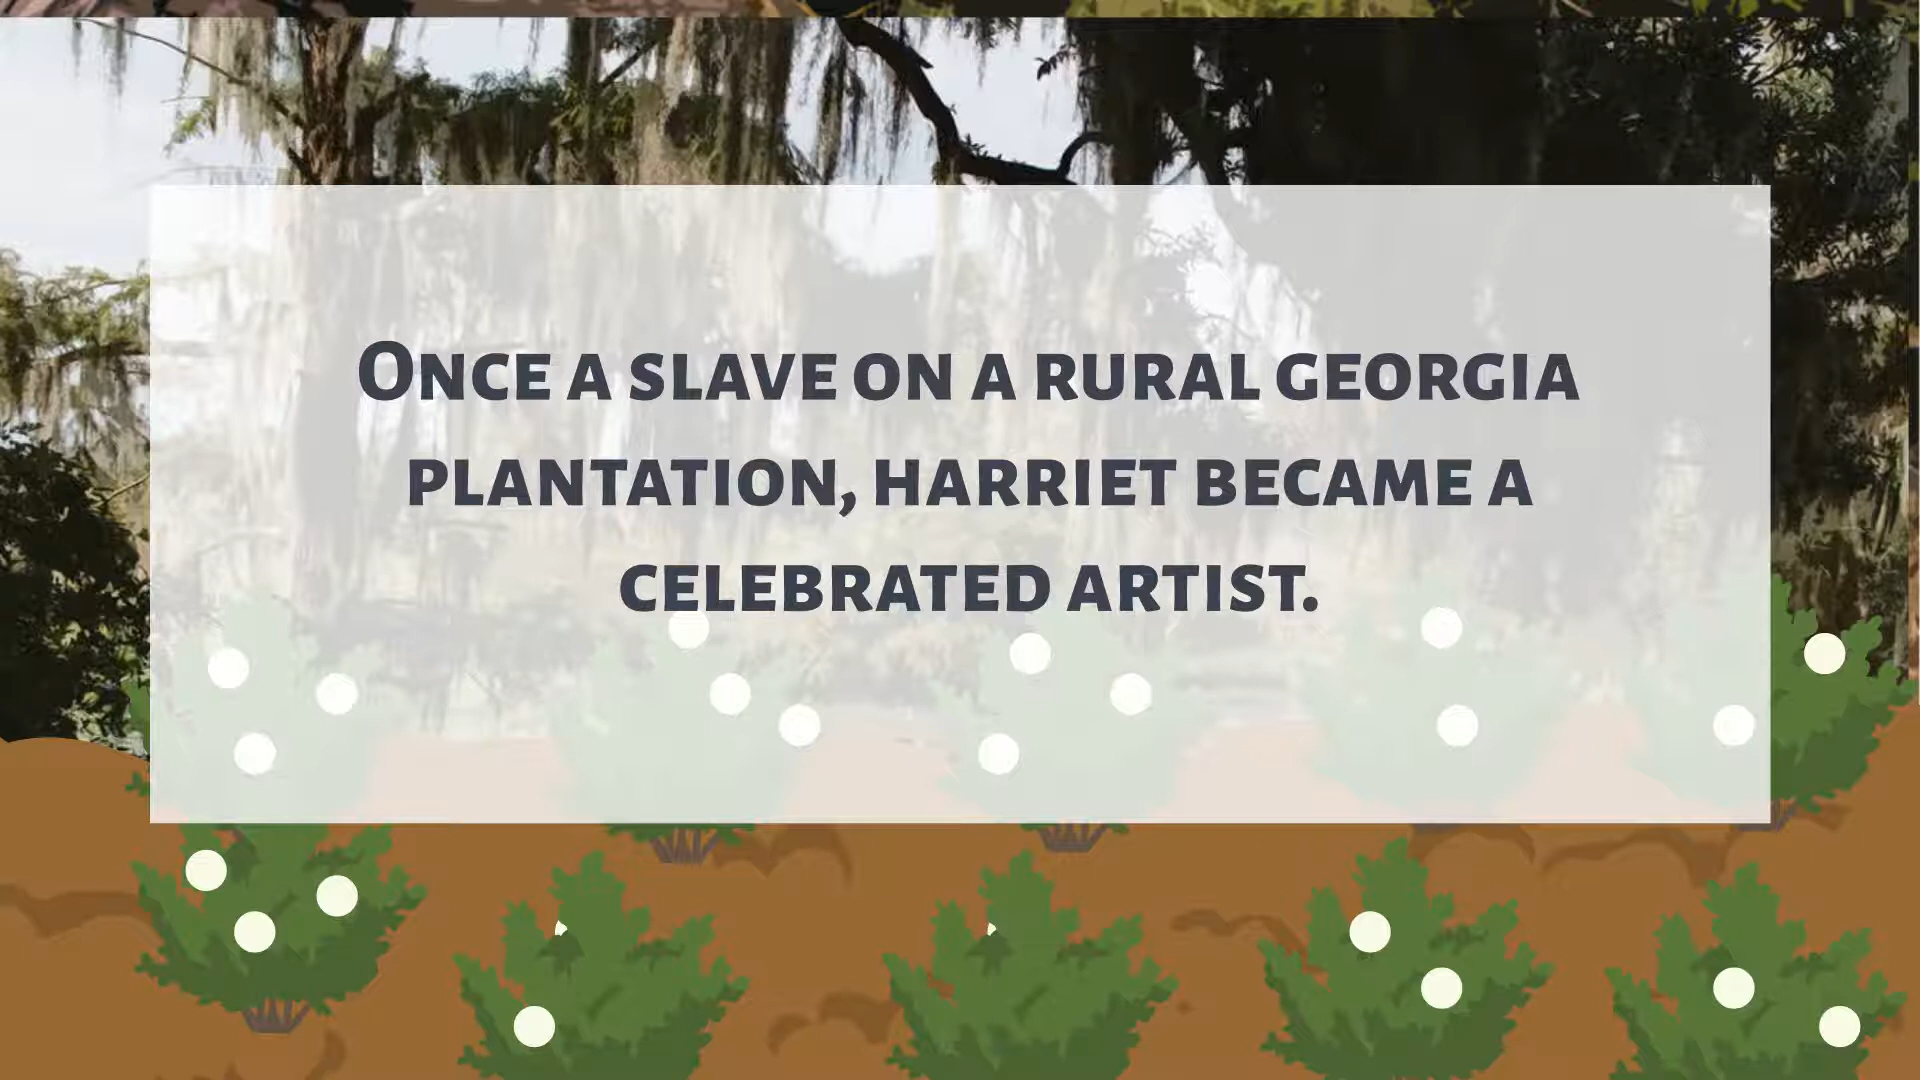 Once a slave on a rural georgia
plantation, harriet became a
celebrated artist.